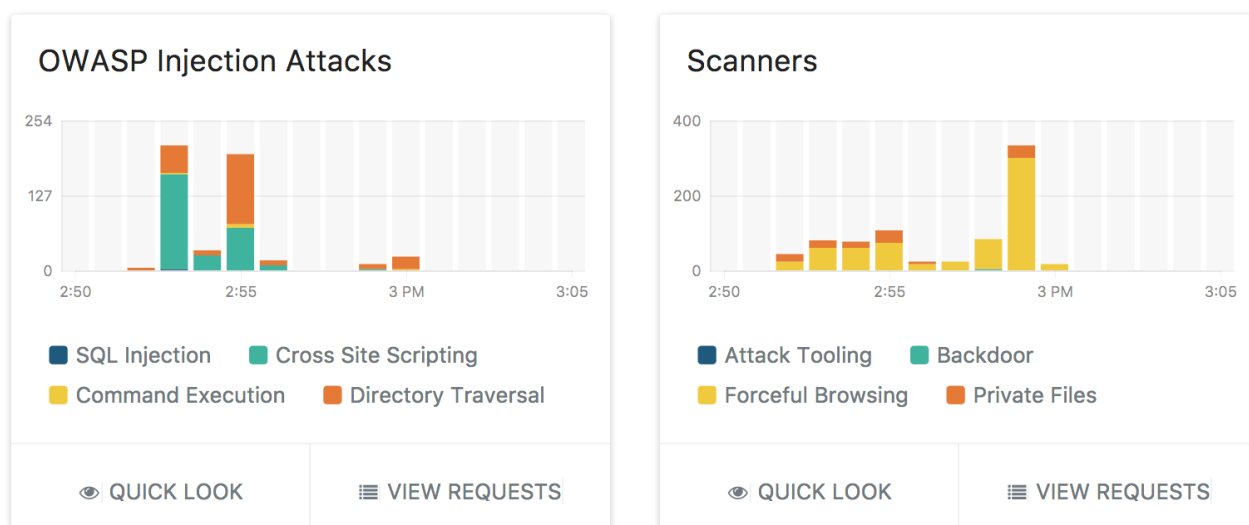 OWASP Injection Attacks
254
127
0
2:50 2:55 3 PM 3:05
SQL Injection Cross Site Scripting
Command Execution Directory Traversal
QUICK LOOK VIEW REQUESTS
Scanners
400
200
0
2:50 2:55 3 PM 3:05
Attack Tooling Backdoor
Forceful Browsing Private Files
QUICK LOOK VIEW REQUESTS